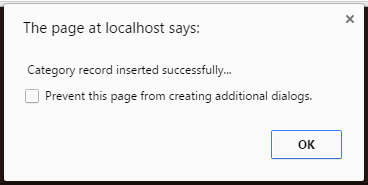 The page at localhost says:
Category record inserted successfully...
Prevent this page from creating additional dialogs.
OK